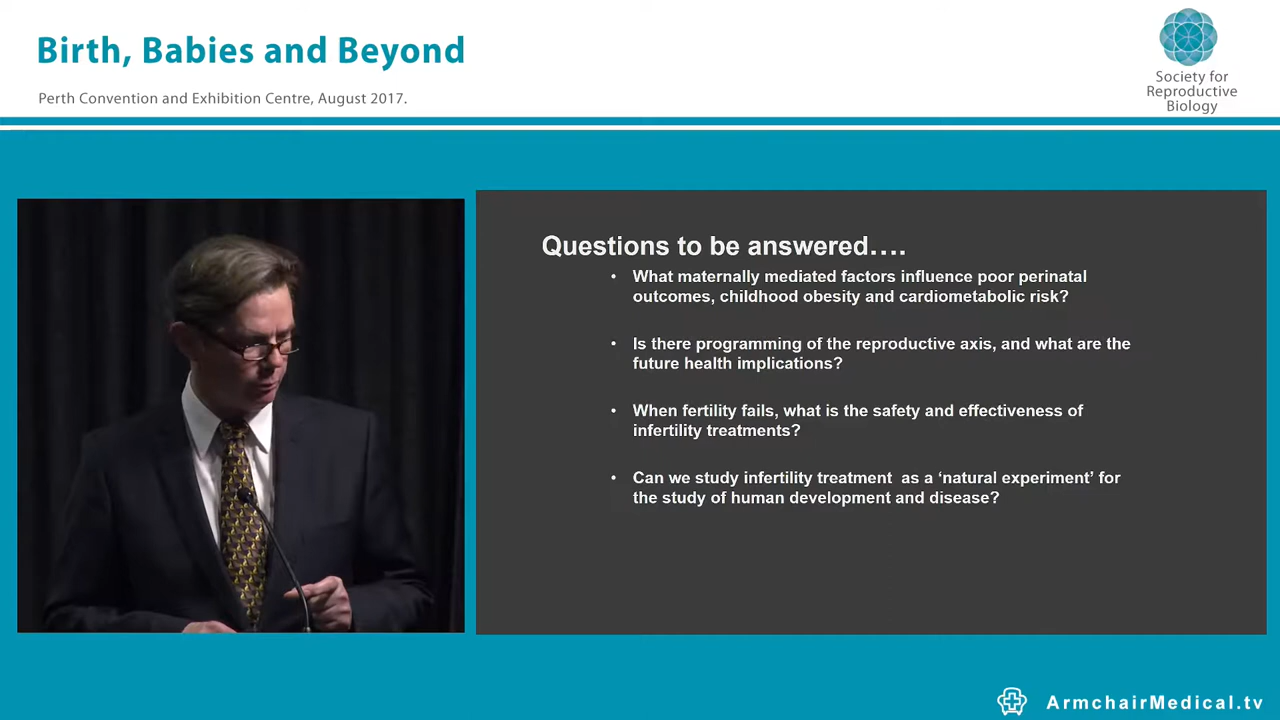 Birth, Babies and Beyond
Perth Convention and Exhibition Centre, August 2017.
Society for
Reproductive
Biology
Questions to be answered….
• What maternally mediated factors influence poor perinatal
outcomes, childhood obesity and cardiometabolic risk?
• Is there programming of the reproductive axis, and what are the
future health implications?
• When fertility fails, what is the safety and effectiveness of
infertility treatments?
• Can we study infertility treatment  as a ‘natural experiment’ for
the study of human development and disease?
ArmchairMedical.tv